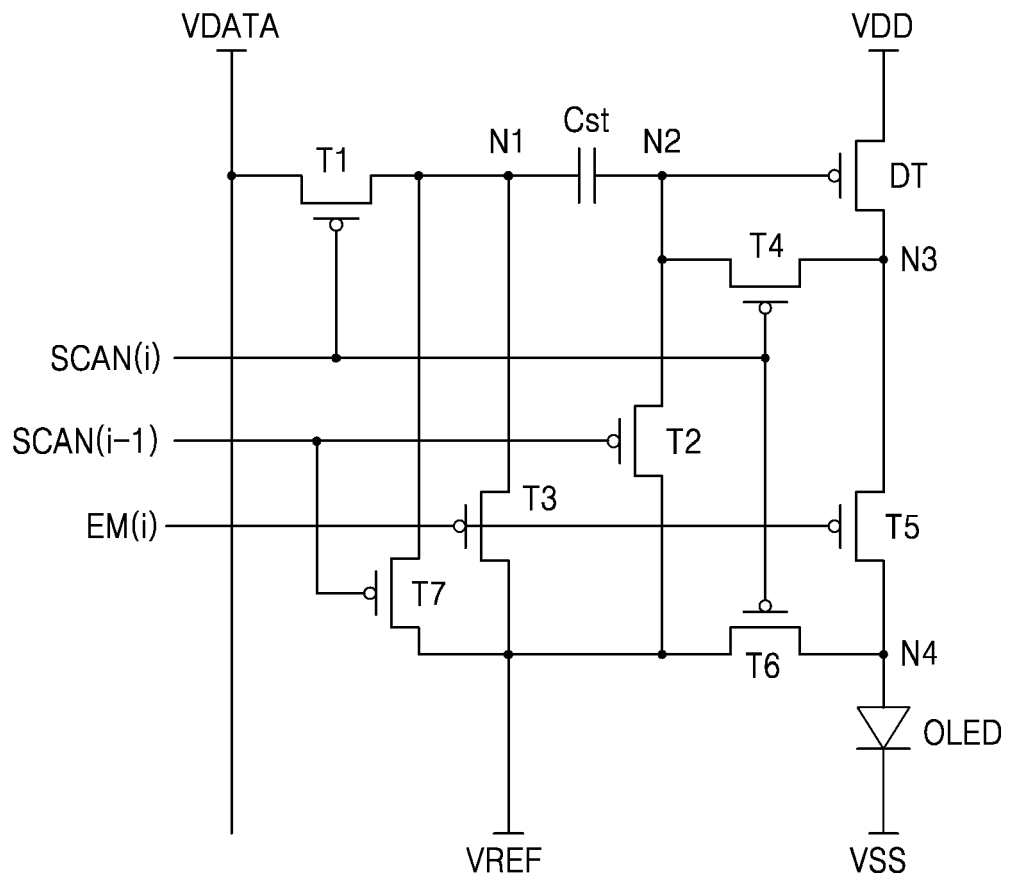 VDATA
VDD
Cst
N1
N2
T1
DT
T4
N3
SCAN(i)
SCAN(i-1)
T2
T3
EM(i)
T5
T7
T6
N4
OLED
VREF
VSS